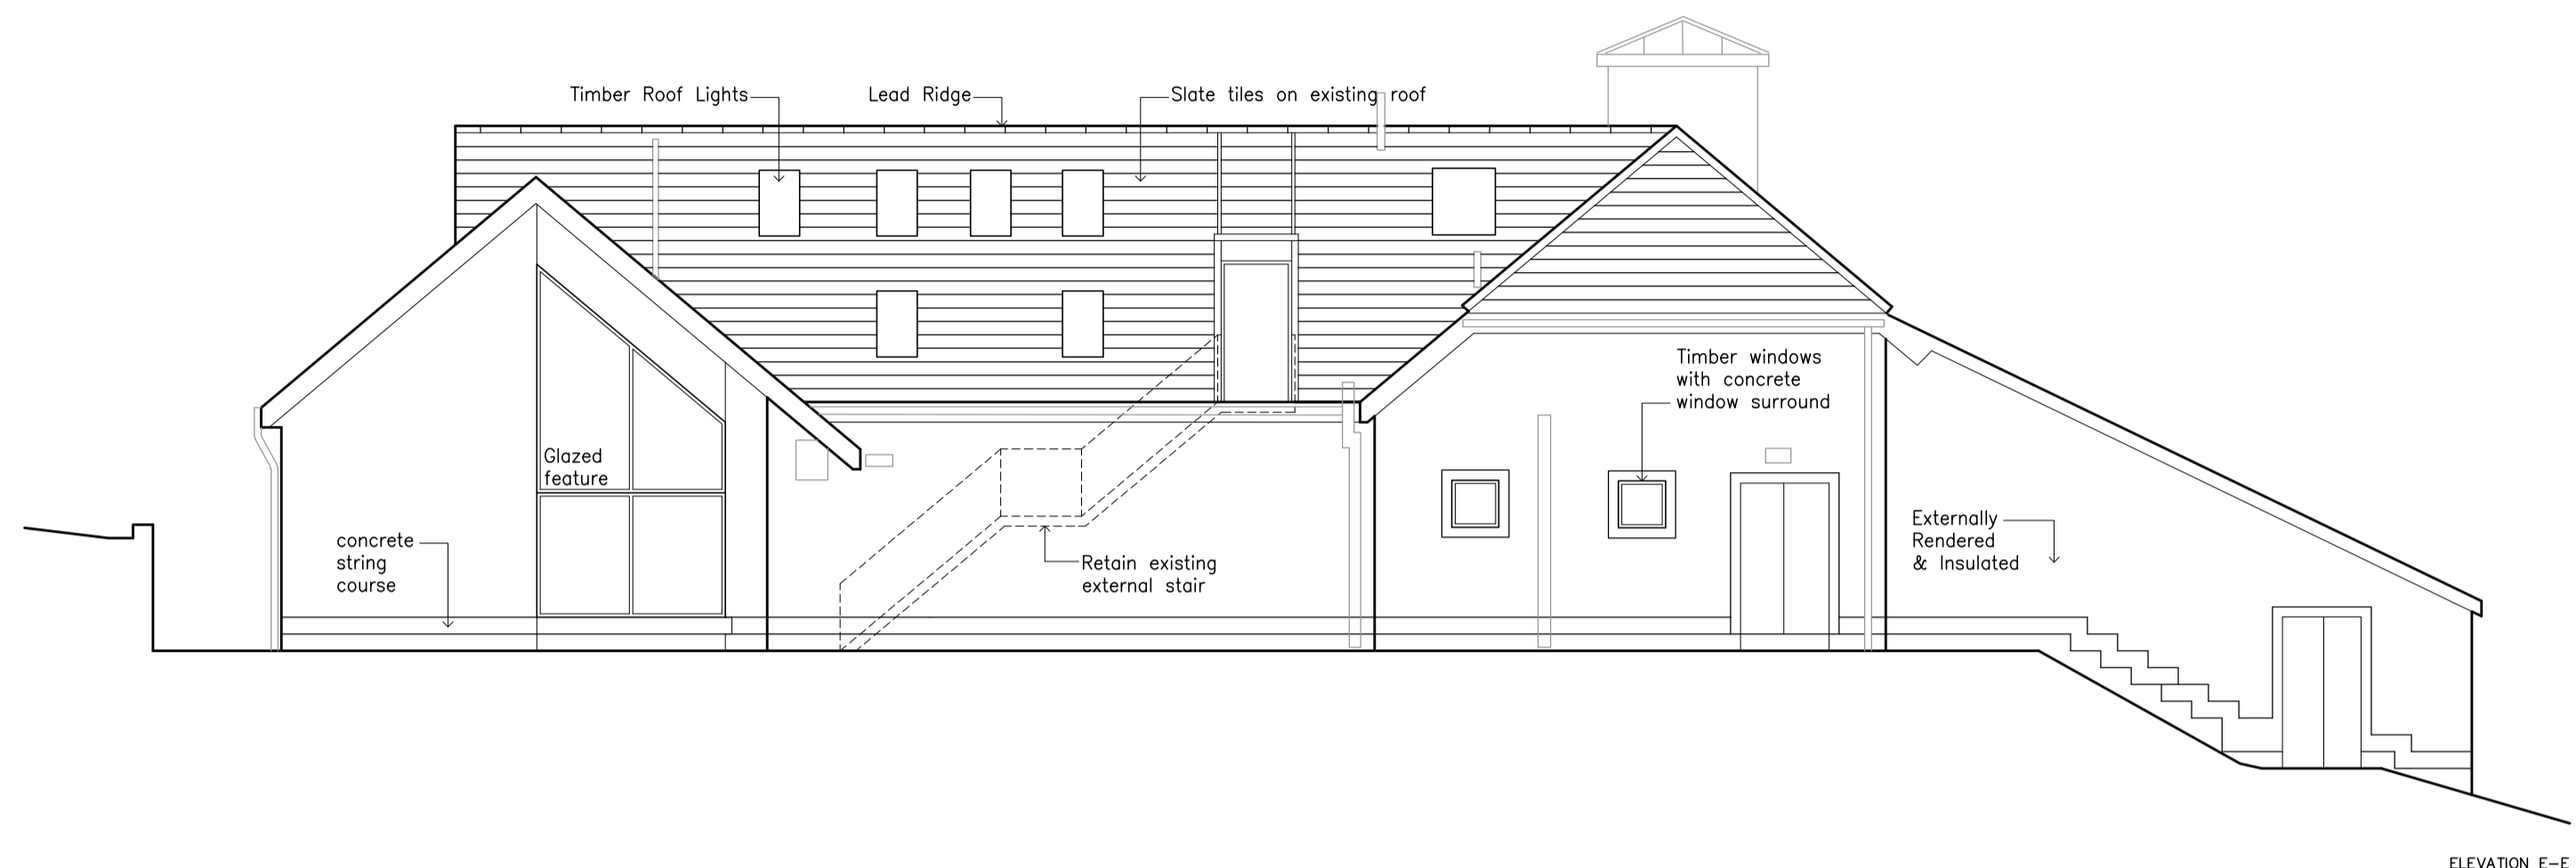 Timber Roof Lights
Lead Ridge
Slate tiles on existing roof
Timber windows
with concrete
window surround
Glazed
feature
Externally
Rendered
& Insulated
concrete
string
course
Retain existing
external stair
ELEVATION E-E